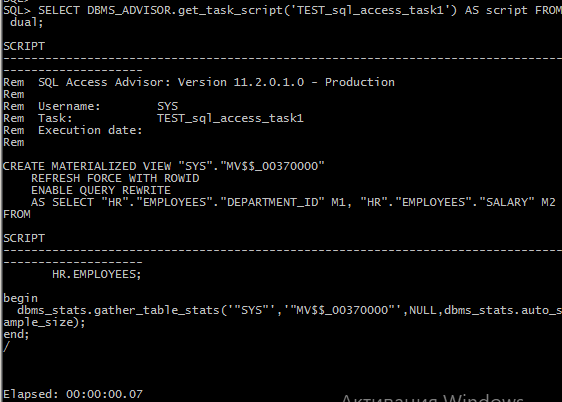 SQL> SELECT DBMS_ADVISOR.get_task_script('TEST_sql_access_task1') AS script FROM
 dual;
SCRIPT
--------------------------------------------------------------------------------
--------------------
Rem  SQL Access Advisor: Version 11.2.0.1.0 - Production
Rem
Rem  Username:        SYS
Rem  Task:            TEST_sql_access_task1
Rem  Execution date:
Rem
CREATE MATERIALIZED VIEW "SYS"."MV$$_00370000"
    REFRESH FORCE WITH ROWID
    ENABLE QUERY REWRITE
    AS SELECT "HR"."EMPLOYEES"."DEPARTMENT_ID" M1, "HR"."EMPLOYEES"."SALARY" M2
FROM
SCRIPT
--------------------------------------------------------------------------------
--------------------
       HR.EMPLOYEES;
begin
  dbms_stats.gather_table_stats('"SYS"','"MV$$_00370000"',NULL,dbms_stats.auto_s
ample_size);
end;
/
Elapsed: 00:00:00.07
Активация Windows